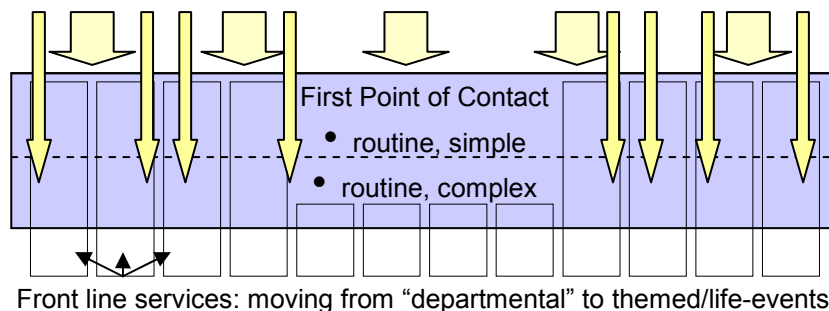 First Point of Contact
• routine, simple
• routine, complex
Front line services: moving from “departmental” to themed/life-events